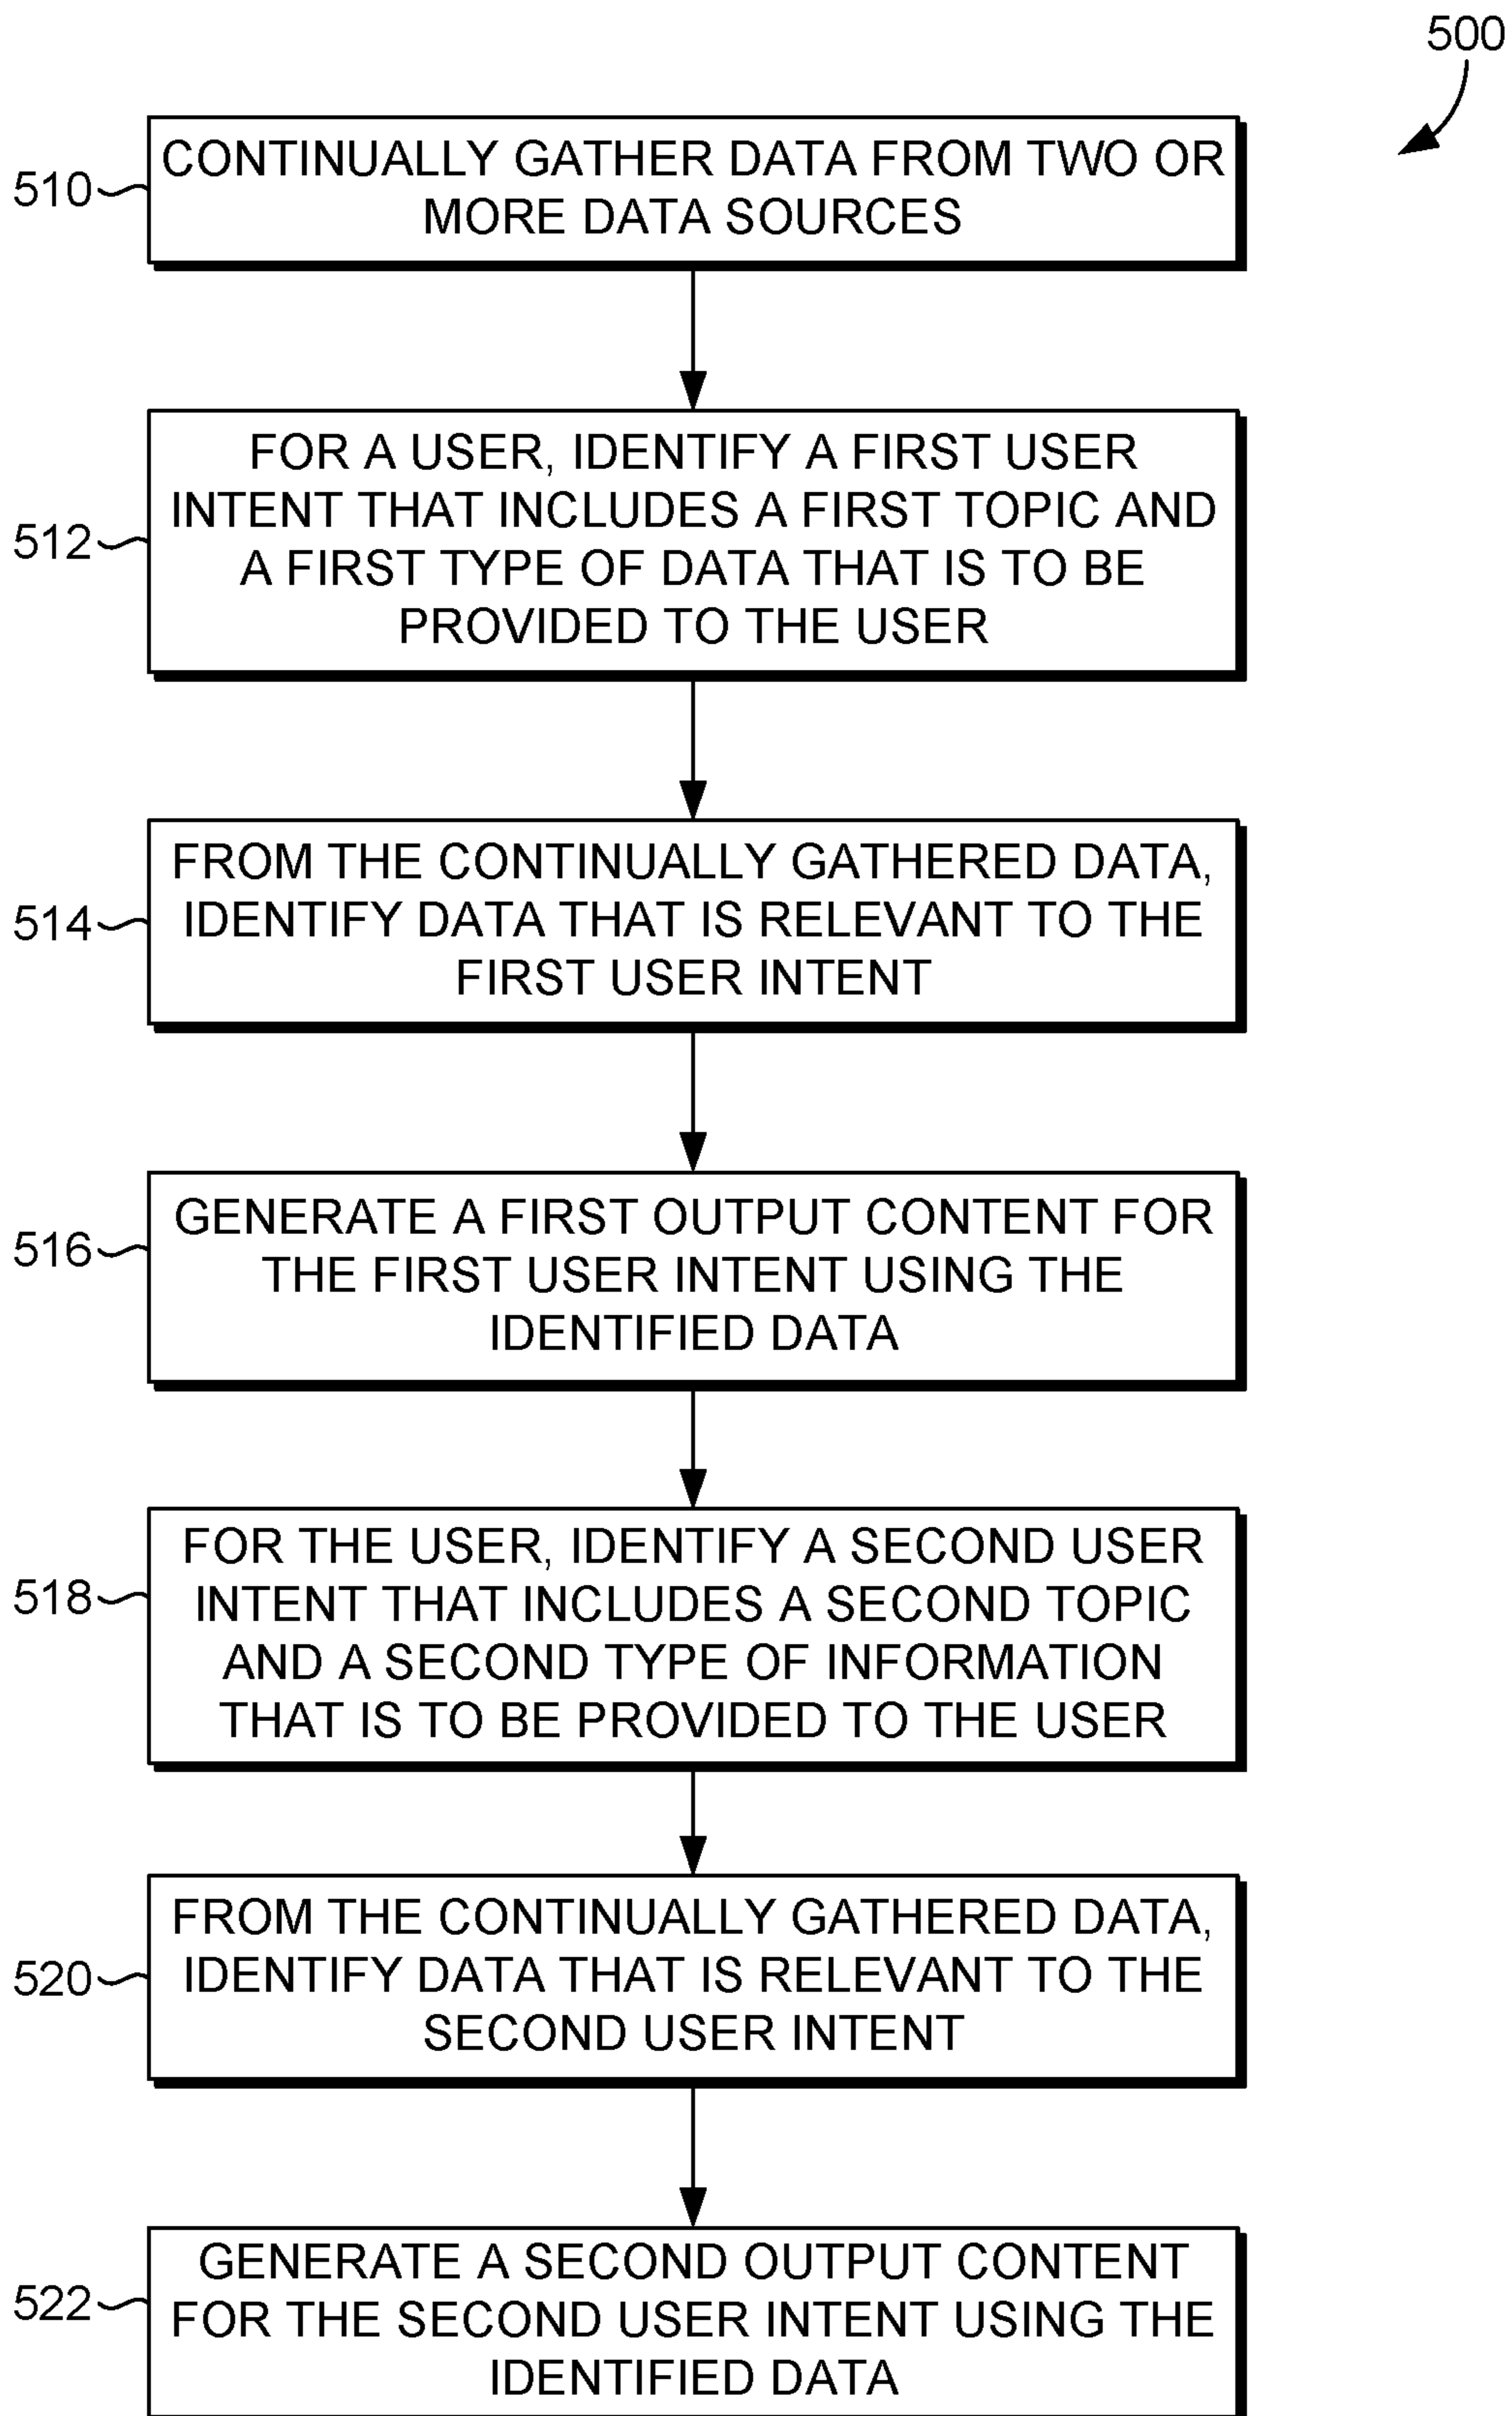 500
510
CONTINUALLY GATHER DATA FROM TWO OR
MORE DATA SOURCES
512
FOR A USER, IDENTIFY A FIRST USER
INTENT THAT INCLUDES A FIRST TOPIC AND
A FIRST TYPE OF DATA THAT IS TO BE
PROVIDED TO THE USER
514
FROM THE CONTINUALLY GATHERED DATA,
IDENTIFY DATA THAT IS RELEVANT TO THE
FIRST USER INTENT
516
GENERATE A FIRST OUTPUT CONTENT FOR
THE FIRST USER INTENT USING THE
IDENTIFIED DATA
518
FOR THE USER, IDENTIFY A SECOND USER
INTENT THAT INCLUDES A SECOND TOPIC
AND A SECOND TYPE OF INFORMATION
THAT IS TO BE PROVIDED TO THE USER
520
FROM THE CONTINUALLY GATHERED DATA,
IDENTIFY DATA THAT IS RELEVANT TO THE
SECOND USER INTENT
522
GENERATE A SECOND OUTPUT CONTENT
FOR THE SECOND USER INTENT USING THE
IDENTIFIED DATA